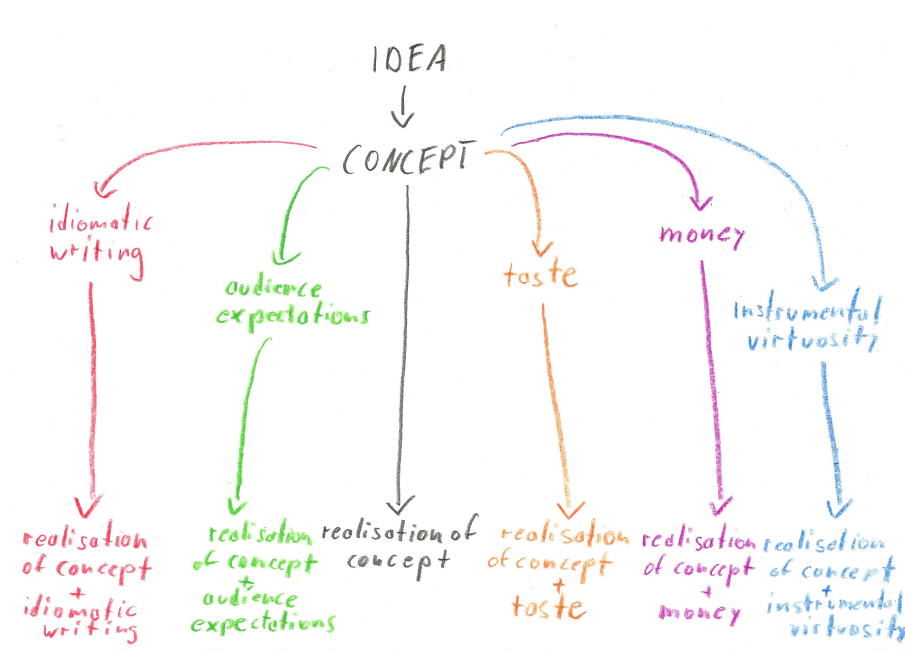 IDEA
CONCEPT
idiomatic
writing
audience
expectations
taste
money
instrumental
virtuosity
realisation
of concept
+
idiomatic
writing
realisation
of concept
+
audience
expectations
realisation of
concept
realisation
of concept
+
taste
realisation
of concept
+
money
realisation
of concept
+
instrumental
virtuosity